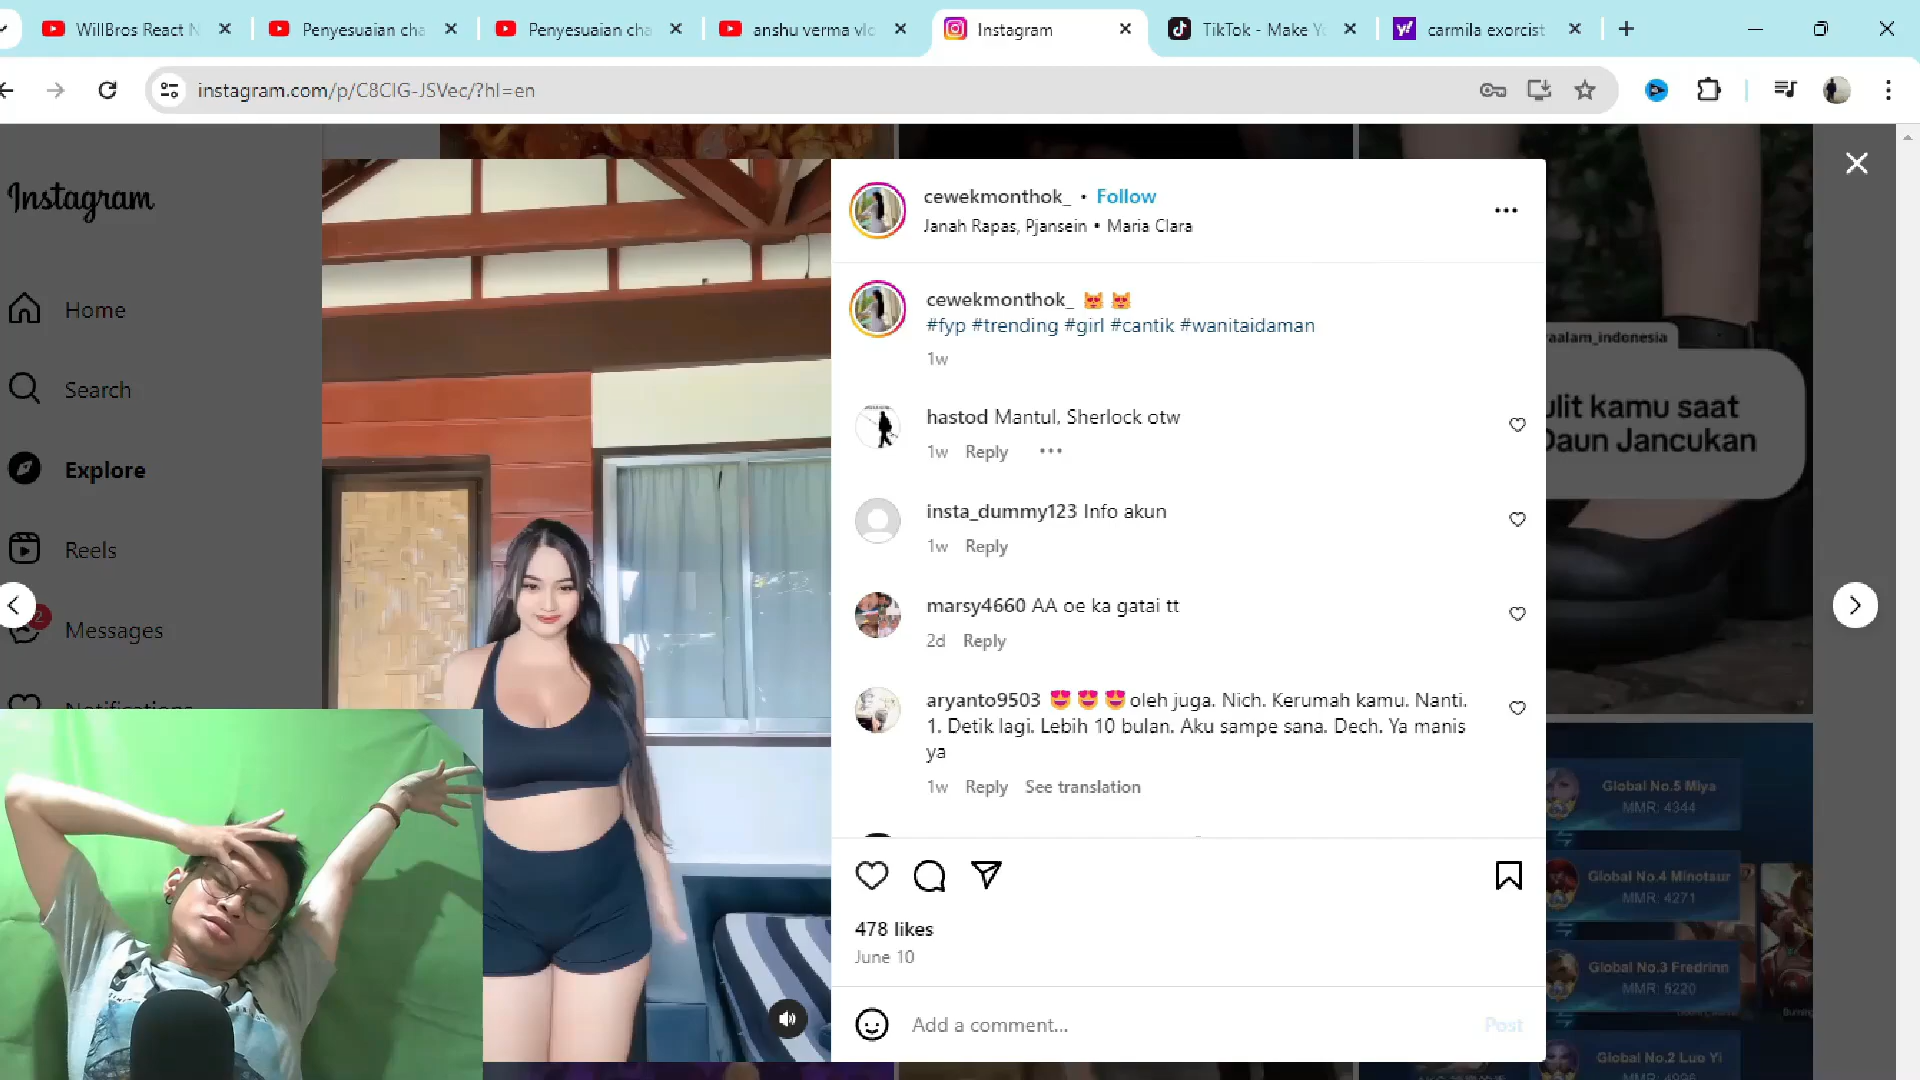 WillBros React N
Penyesuaian cha
Penyesuaian cha
anshu verma vlo
Instagram
TikTok - Make Yo
carmila exorcist
instagram.com/p/C8ClG-JSVec/?hl=en
Instagram
Home
Search
Explore
Reels
2
Messages
Notifications
cewekmonthok_ • Follow
Janah Rapas, Pjansein • Maria Clara
cewekmonthok_ 😻 😻
#fyp #trending #girl #cantik #wanitaidaman
1w
hastod Mantul, Sherlock otw
1w Reply •••
insta_dummy123 Info akun
1w Reply
marsy4660 AA oe ka gatai tt
2d Reply
aryanto9503 😍 😍 😍oleh juga. Nich. Kerumah kamu. Nanti.
1. Detik lagi. Lebih 10 bulan. Aku sampe sana. Dech. Ya manis
ya
1w Reply See translation
478 likes
June 10
Add a comment...
Post
raalam_indonesia
ulit kamu saat
Daun Jancukan
Global No.5 Miya
MMR: 4344
Global No.4 Minotaur
MMR: 4271
Global No.3 Fredrinn
MMR: 6220
Global No.2 Luo Yi